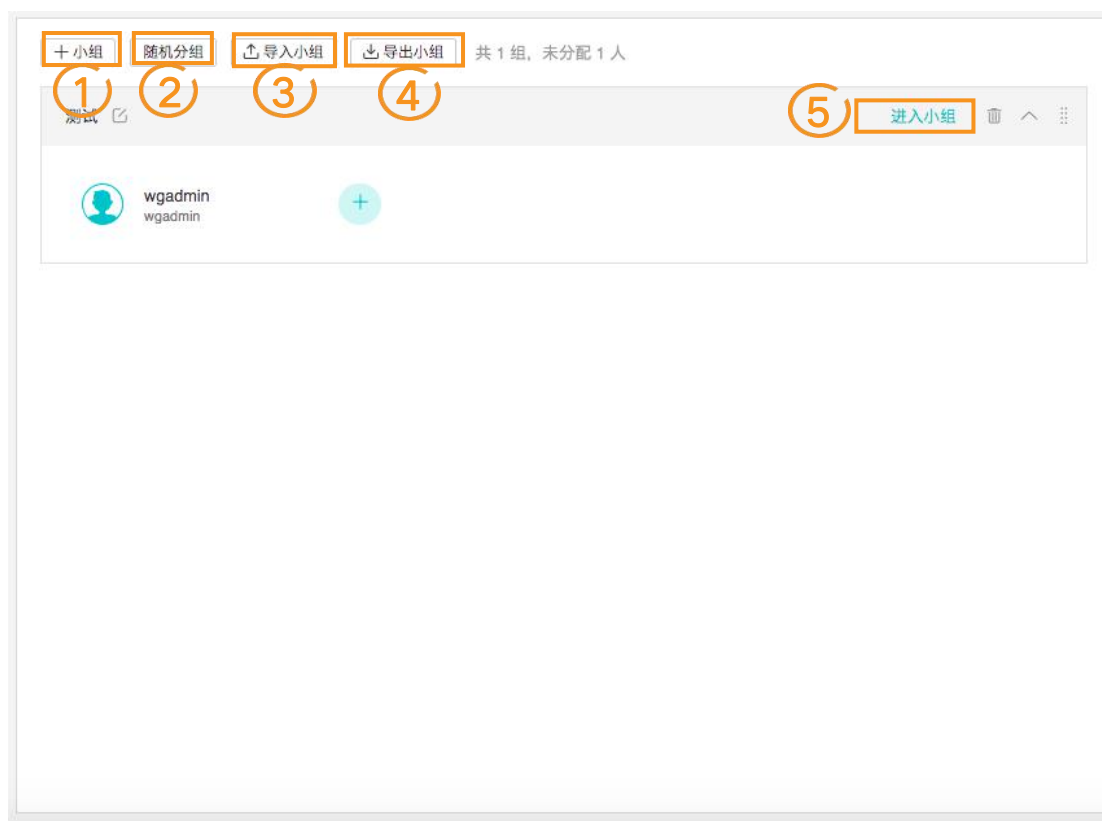 小组 随机分组 导入小组 导出小组 共 1 组，未分配 1 人
① ② ③ ④
测试 ⑤ 进入小组
wgadmin
wgadmin